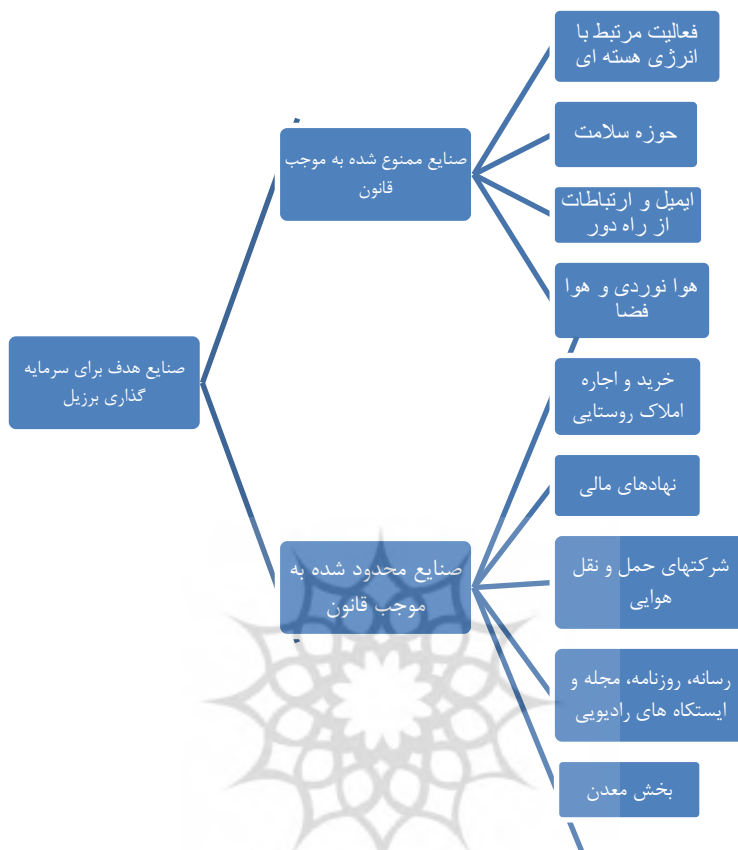 صنایع هدف برای سرمایه
گذاری برزیل
صنایع ممنوع شده به موجب
قانون
فعالیت مرتبط با
انرژی هسته ای
حوزه سلامت
ایمیل و ارتباطات
از راه دور
هوا نوردی و هوا
فضا
صنایع محدود شده به
موجب قانون
خرید و اجاره
املاک روستایی
نهادهای مالی
شرکتهای حمل و نقل
هوایی
رسانه، روزنامه، مجله و
ایستگاه های رادیویی
بخش معدن